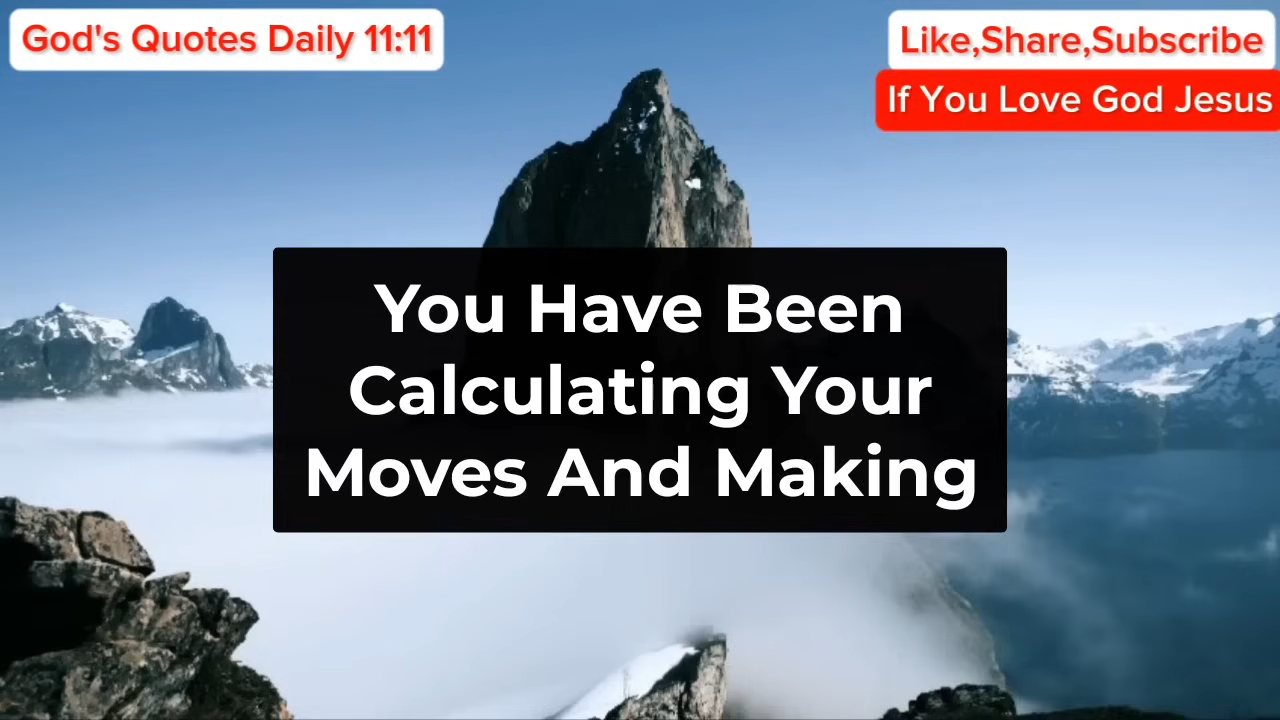 God's Quotes Daily 11:11
Like,Share,Subscribe
If You Love God Jesus
You Have Been
Calculating Your
Moves And Making